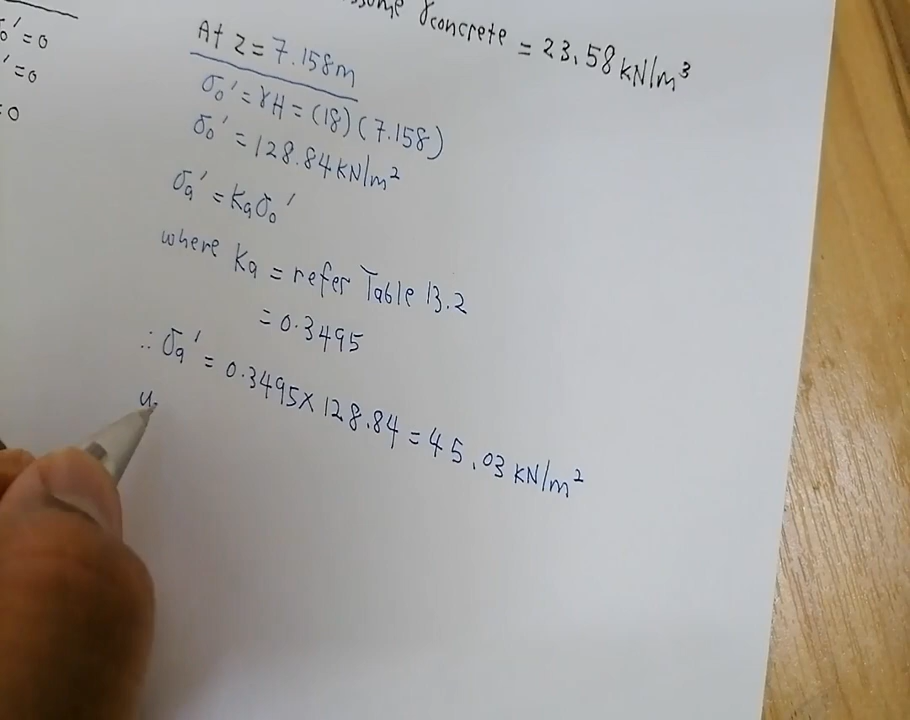 γconcrete = 23.58 kN/m³
σo' = 0
' = 0
= 0
At z = 7.158m
σo' = γH = (18)(7.158)
σo' = 128.84 kN/m²
σa' = Kaσo'
where Ka = refer Table 13.2
= 0.3495
∴ σa' = 0.3495 × 128.84 = 45.03 kN/m²
u